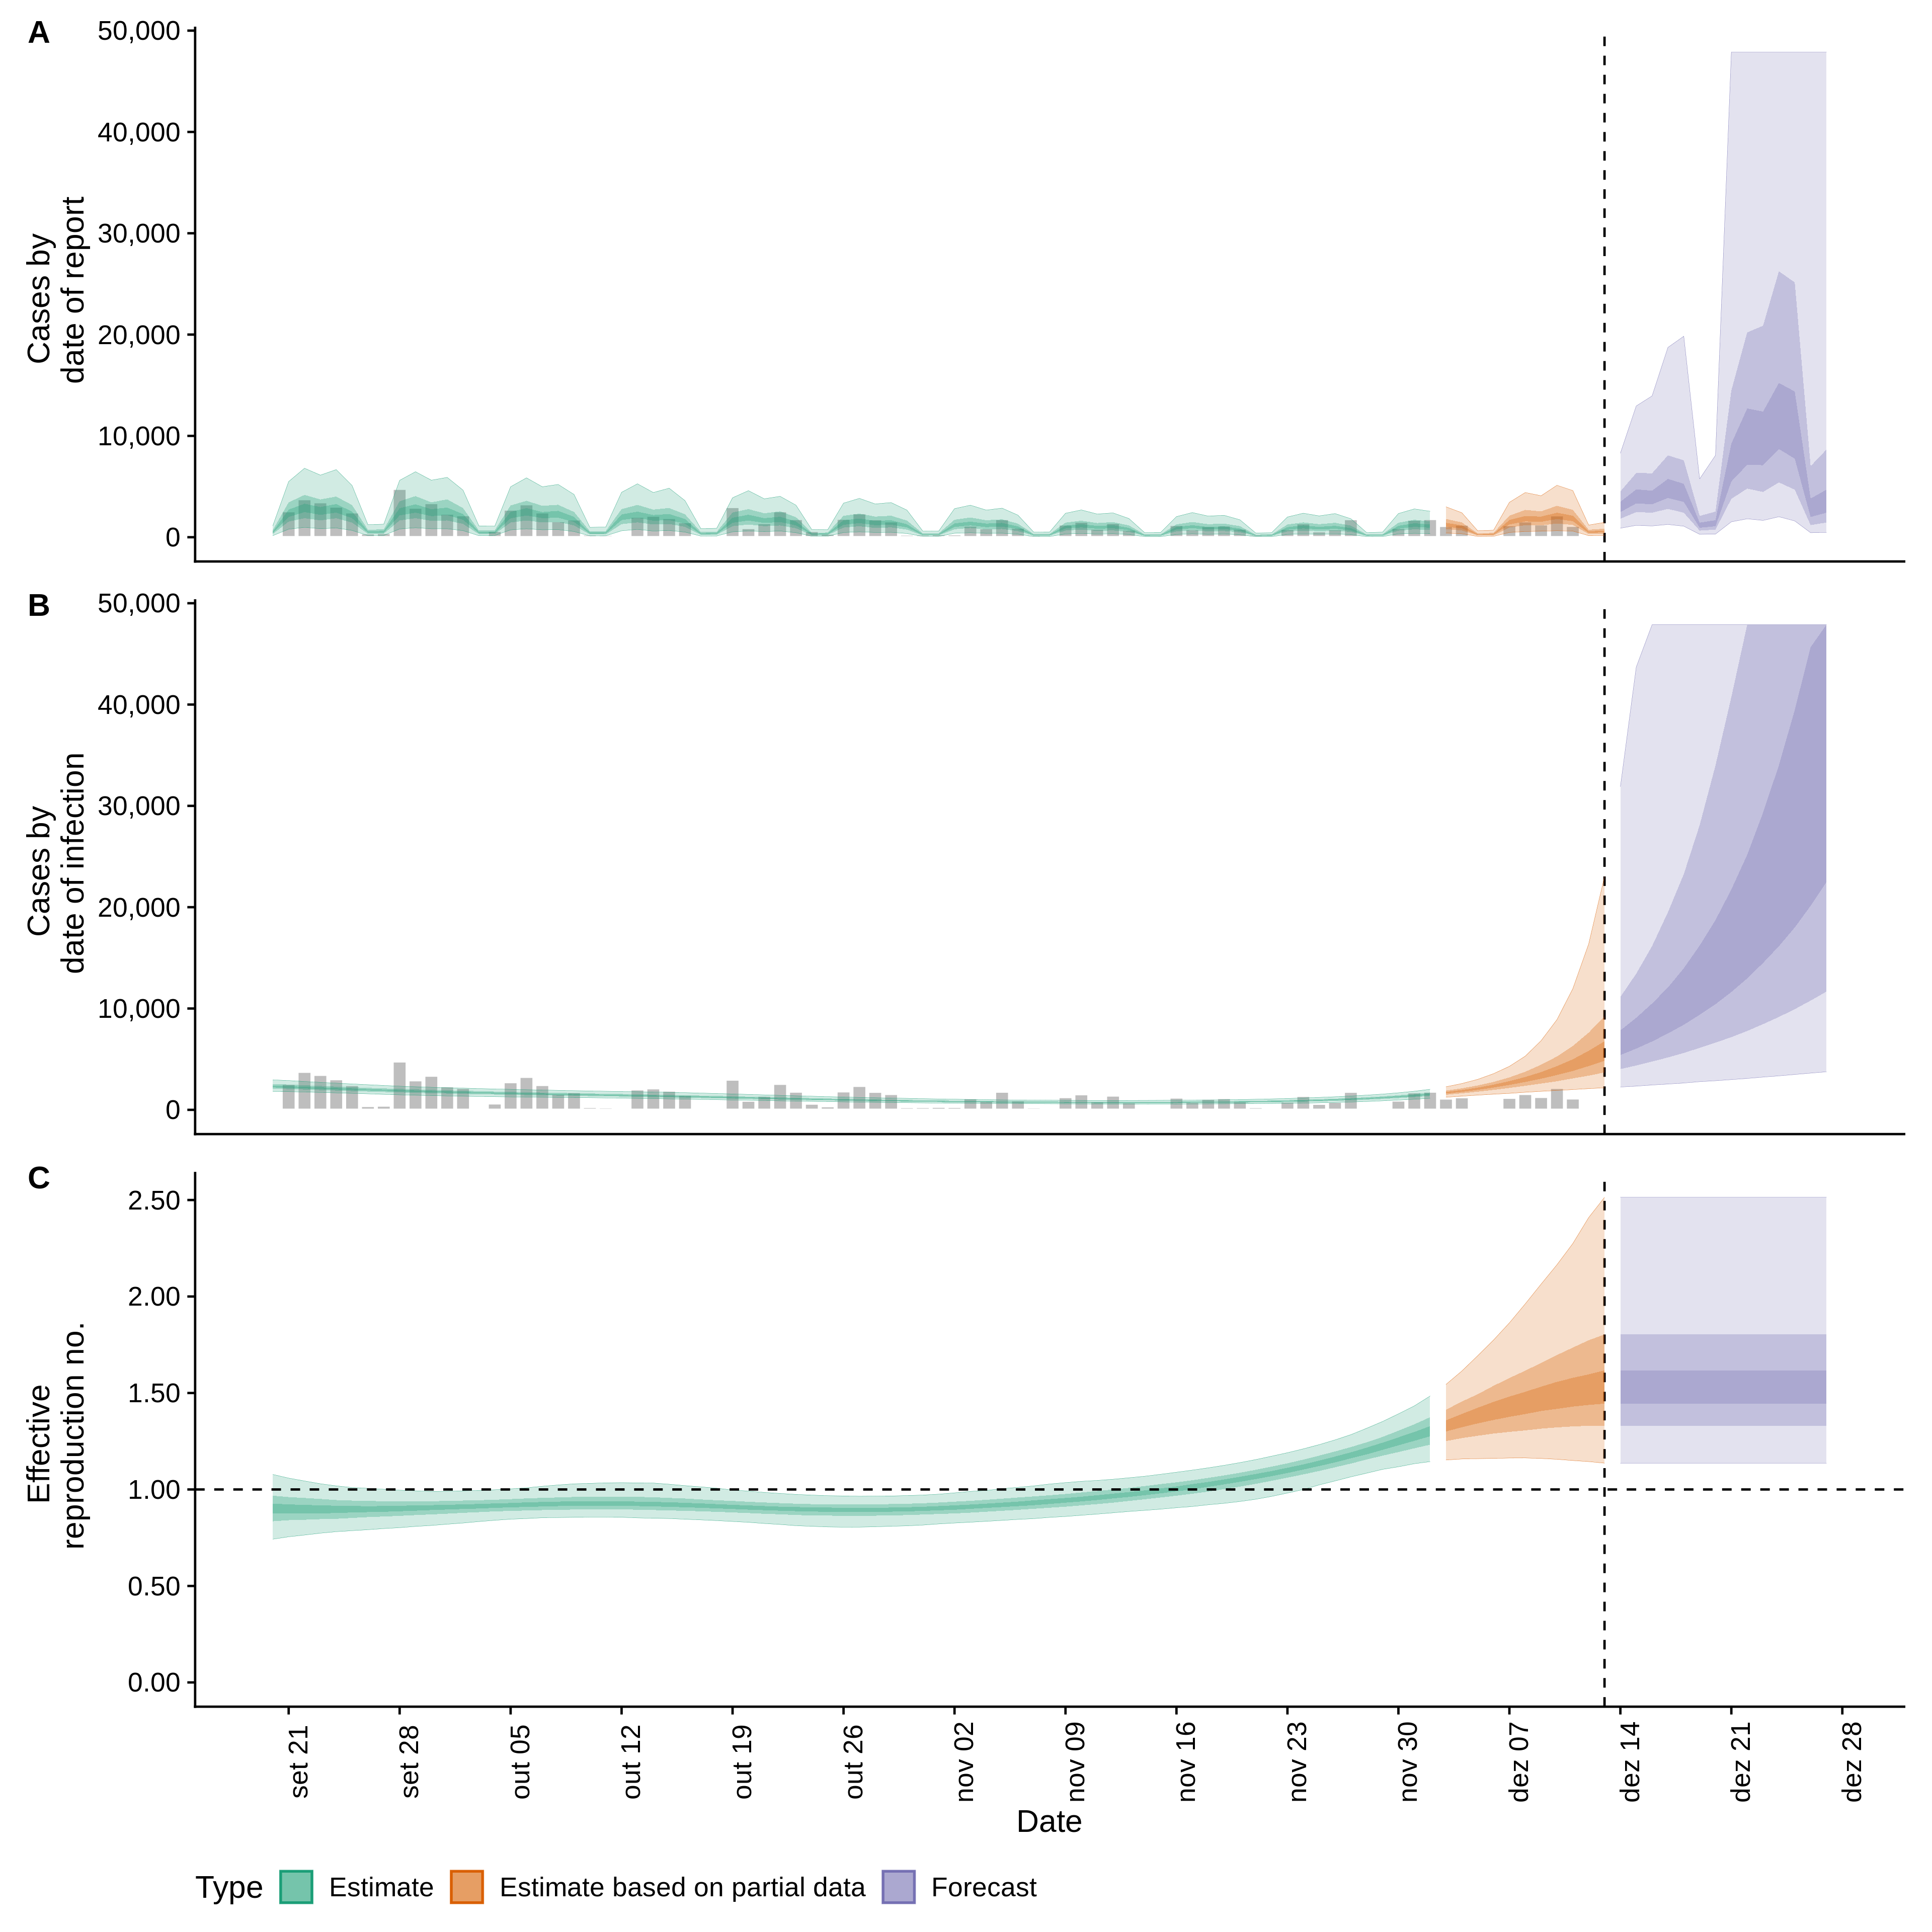 A
50,000
40,000
30,000
20,000
10,000
0
Cases by
date of report
B
50,000
40,000
30,000
20,000
10,000
0
Cases by
date of infection
C
2.50
2.00
1.50
1.00
0.50
0.00
Effective
reproduction no.
set 21
set 28
out 05
out 12
out 19
out 26
nov 02
nov 09
nov 16
nov 23
nov 30
dez 07
dez 14
dez 21
dez 28
Date
Type Estimate Estimate based on partial data Forecast